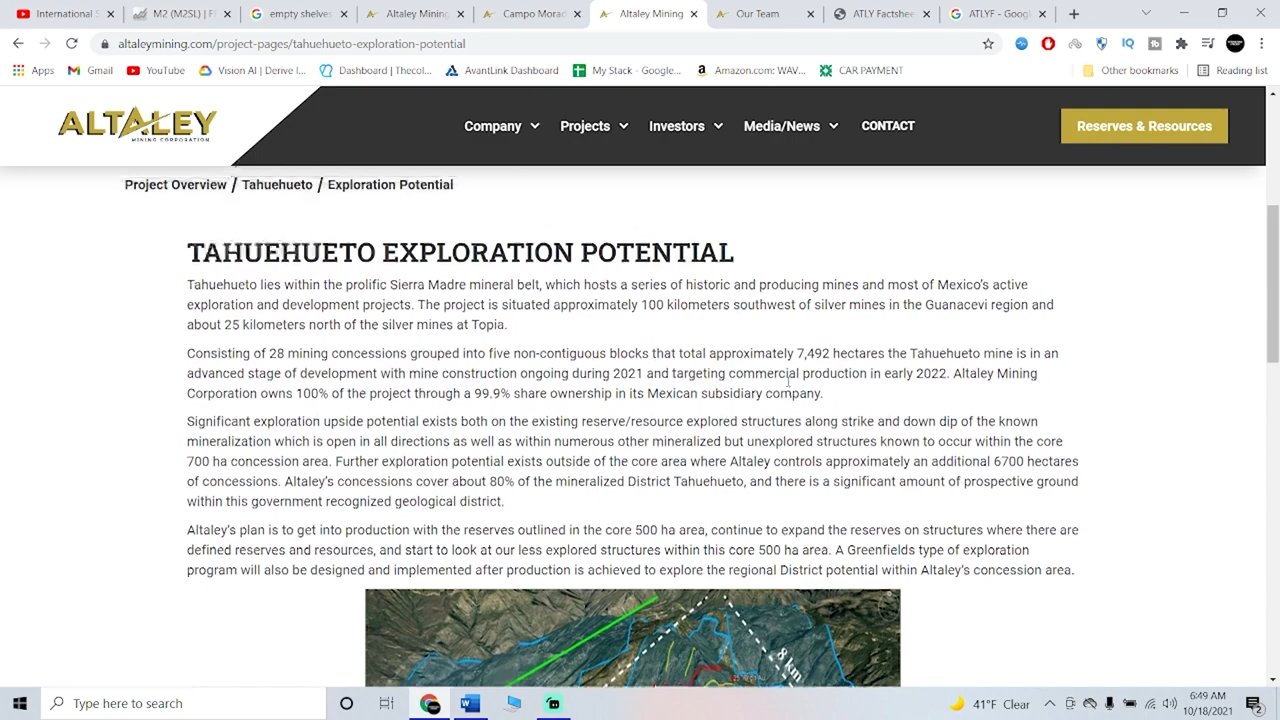 International S
M2 (M2SL) | F
empty shelves
Altaley Mining
Campo Morad
Altaley Mining
Our Team
ATLY Factshee
ATLYF - Googl
altaleymining.com/project-pages/tahuehueto-exploration-potential
Apps
Gmail
YouTube
Vision AI | Derive I...
Dashboard | Thecol...
AvantLink Dashboard
My Stack - Google...
Amazon.com: WAV...
CAR PAYMENT
Other bookmarks
Reading list
ALTALEY
MINING CORPORATION
Company
Projects
Investors
Media/News
CONTACT
Reserves & Resources
Project Overview / Tahuehueto / Exploration Potential
TAHUEHUETO EXPLORATION POTENTIAL
Tahuehueto lies within the prolific Sierra Madre mineral belt, which hosts a series of historic and producing mines and most of Mexico's active
exploration and development projects. The project is situated approximately 100 kilometers southwest of silver mines in the Guanacevi region and
about 25 kilometers north of the silver mines at Topia.
Consisting of 28 mining concessions grouped into five non-contiguous blocks that total approximately 7,492 hectares the Tahuehueto mine is in an
advanced stage of development with mine construction ongoing during 2021 and targeting commercial production in early 2022. Altaley Mining
Corporation owns 100% of the project through a 99.9% share ownership in its Mexican subsidiary company.
Significant exploration upside potential exists both on the existing reserve/resource explored structures along strike and down dip of the known
mineralization which is open in all directions as well as within numerous other mineralized but unexplored structures known to occur within the core
700 ha concession area. Further exploration potential exists outside of the core area where Altaley controls approximately an additional 6700 hectares
of concessions. Altaley's concessions cover about 80% of the mineralized District Tahuehueto, and there is a significant amount of prospective ground
within this government recognized geological district.
Altaley's plan is to get into production with the reserves outlined in the core 500 ha area, continue to expand the reserves on structures where there are
defined reserves and resources, and start to look at our less explored structures within this core 500 ha area. A Greenfields type of exploration
program will also be designed and implemented after production is achieved to explore the regional District potential within Altaley's concession area.
8 km
Type here to search
41°F Clear
6:49 AM
10/18/2021
2